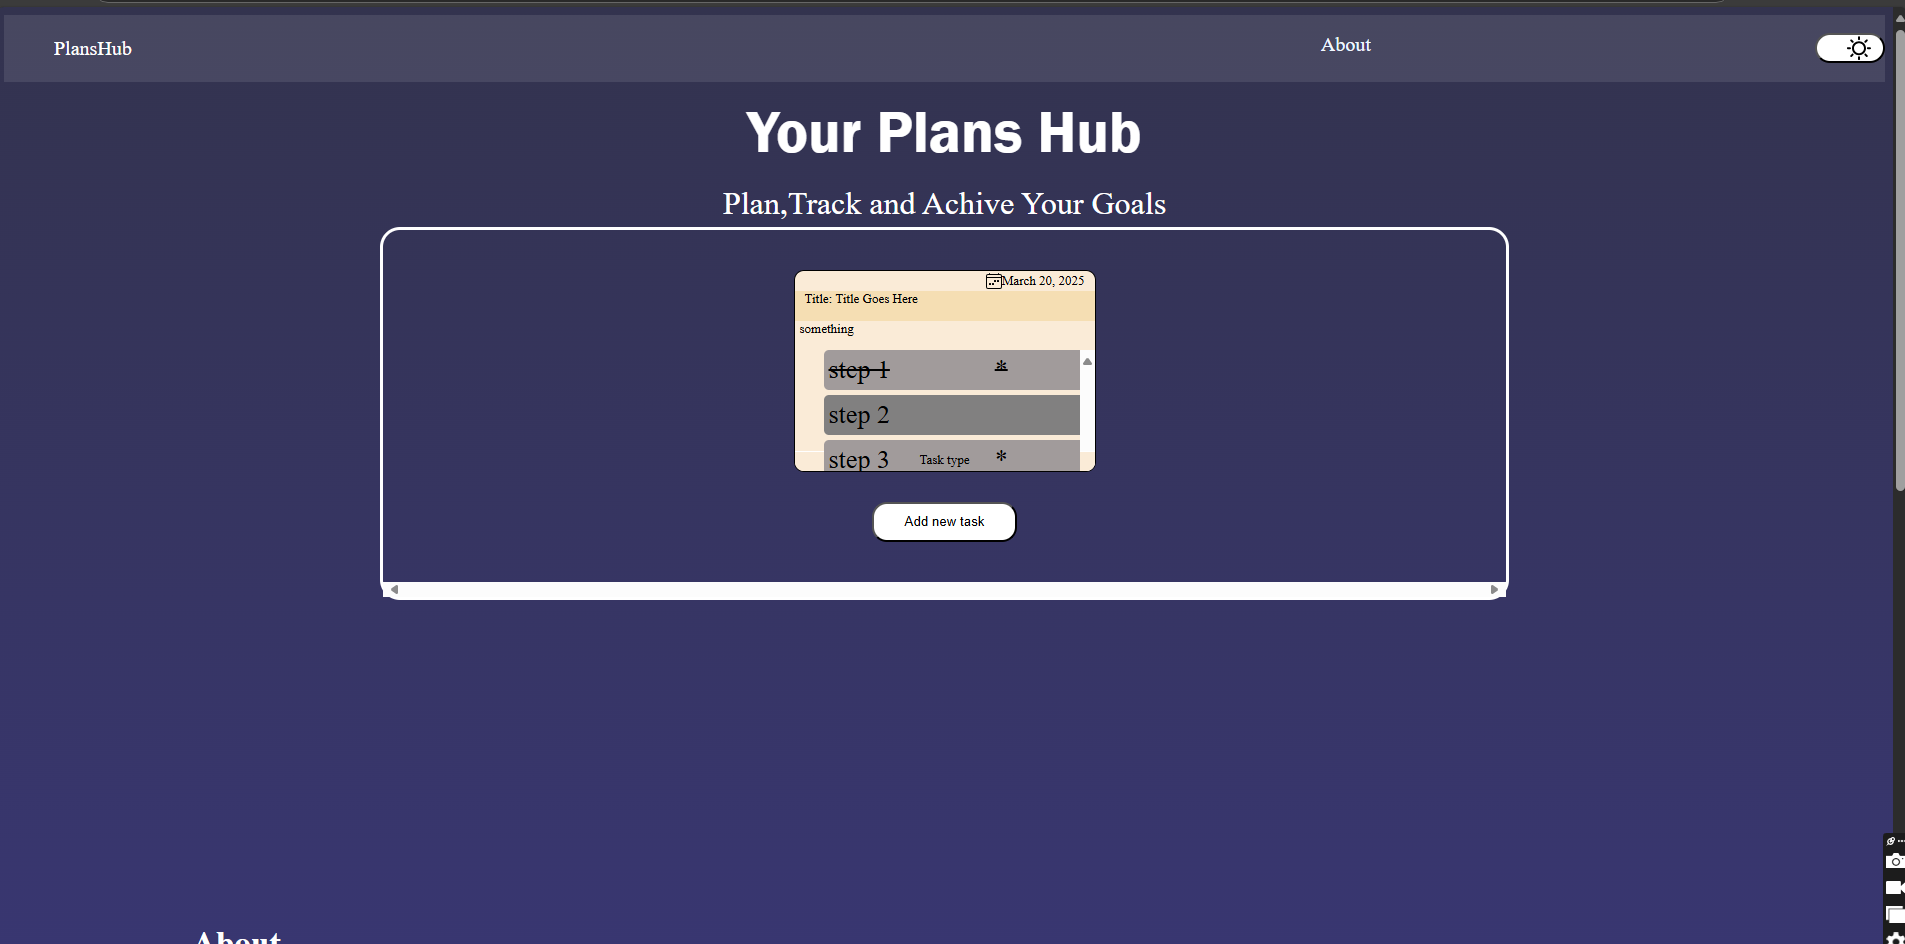 PlansHub
About
Your Plans Hub
Plan,Track and Achive Your Goals
March 20, 2025
Title: Title Goes Here
something
step 1 *
step 2
step 3 Task type *
Add new task
About